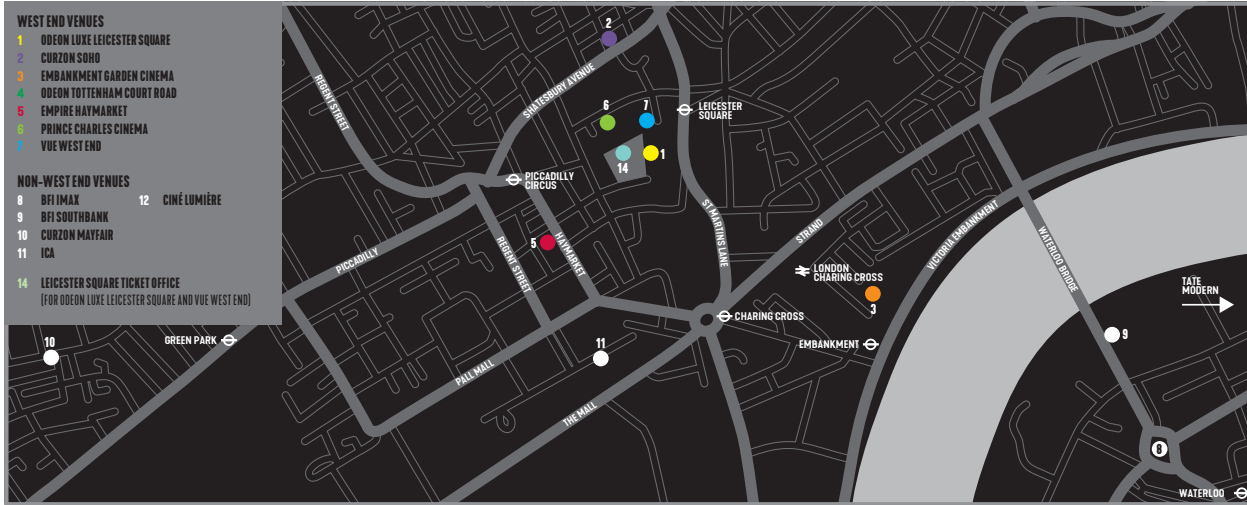 WEST END VENUES
1 ODEON LUXE LEICESTER SQUARE
2 CURZON SOHO
3 EMBANKMENT GARDEN CINEMA
4 ODEON TOTTENHAM COURT ROAD
5 EMPIRE HAYMARKET
6 PRINCE CHARLES CINEMA
7 VUE WEST END
NON-WEST END VENUES
8 BFI IMAX
12 CINÉ LUMIÈRE
9 BFI SOUTHBANK
10 CURZON MAYFAIR
11 ICA
14 LEICESTER SQUARE TICKET OFFICE
(FOR ODEON LUXE LEICESTER SQUARE AND VUE WEST END)
2
REGENT STREET
SHATESBURY AVENUE
6
7
LEICESTER
SQUARE
1
14
PICCADILLY
CIRCUS
ST MARTINS LANE
STRAND
VICTORIA EMBANKMENT
WATERLOO BRIDGE
5
HAYMARKET
REGENT STREET
PICCADILLY
LONDON
CHARING CROSS
TATE
MODERN
3
CHARING CROSS
9
GREEN PARK
10
11
EMBANKMENT
PALL MALL
THE MALL
8
WATERLOO